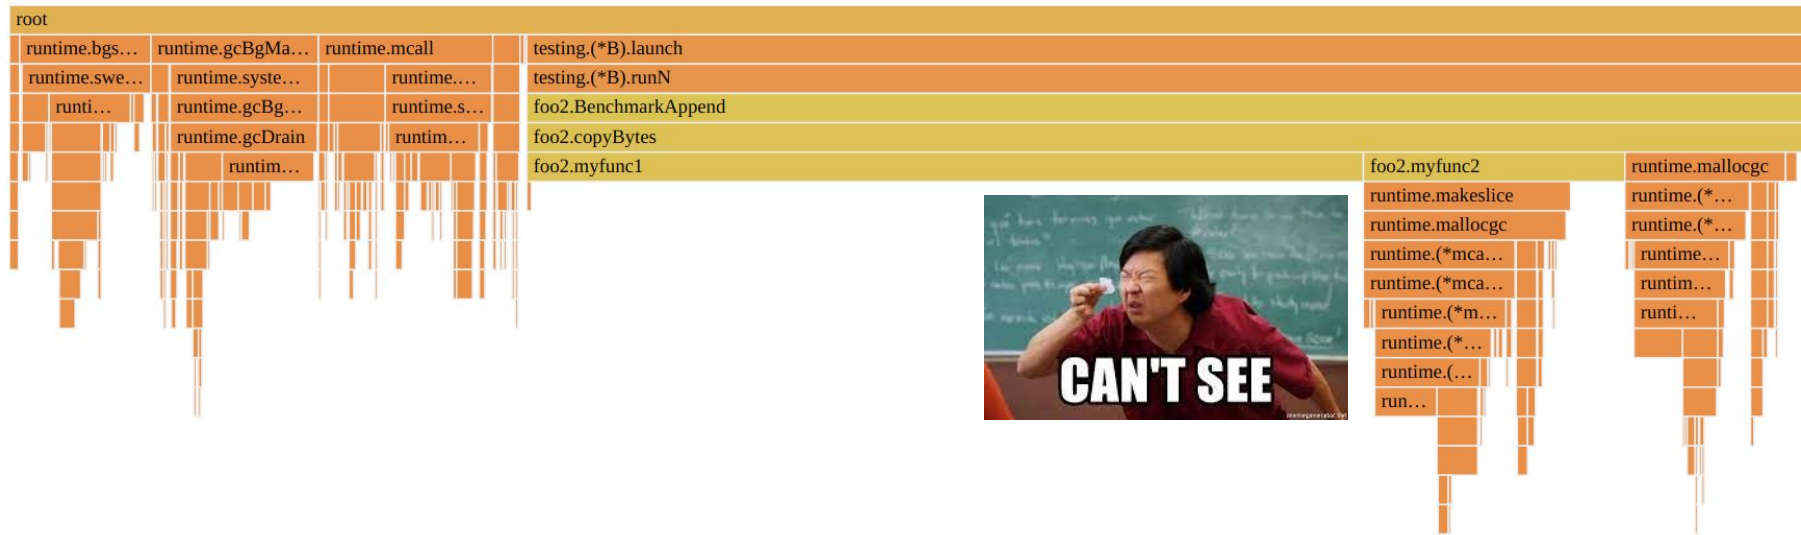 root
runtime.bgs… runtime.gcBgMa… runtime.mcall testing.(*B).launch
runtime.swe… runtime.syste… runtime.… testing.(*B).runN
runti… runtime.gcBg… runtime.s… foo2.BenchmarkAppend
runtime.gcDrain runtim… foo2.copyBytes
runtim… foo2.myfunc1 foo2.myfunc2 runtime.mallocgc
runtime.makeslice runtime.(*…
runtime.mallocgc runtime.(*…
runtime.(*mca… runtime…
runtime.(*mca… runtim…
runtime.(*m… runti…
runtime.(*…
runtime.(…
run…
CAN'T SEE
memegenerator.net